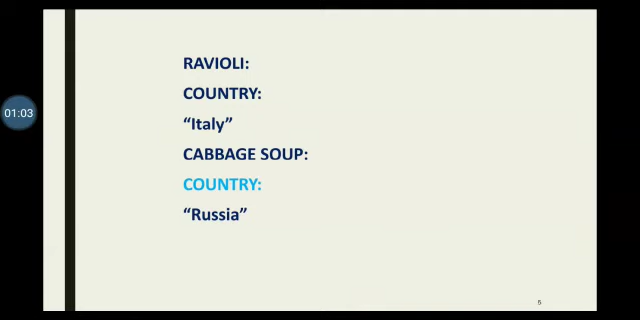 RAVIOLI:
COUNTRY:
“Italy”
CABBAGE SOUP:
COUNTRY:
“Russia”
01:03
5